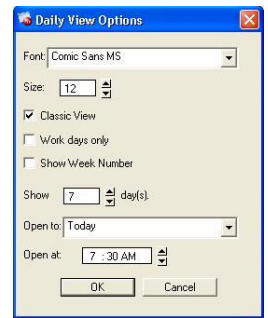 Daily View Options
Font: Comic Sans MS
Size: 12
Classic View
Work days only
Show Week Number
Show 7 day(s).
Open to: Today
Open at: 7 : 30 AM
OK Cancel